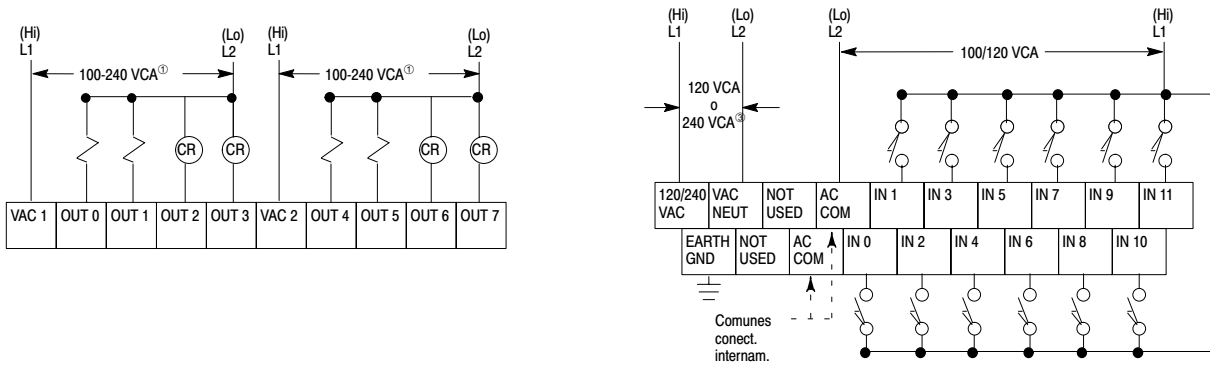 (Hi) (Lo) (Hi) (Lo)
L1 L2 L1 L2
100-240 VCA① 100-240 VCA①
CR CR CR CR
VAC 1 OUT 0 OUT 1 OUT 2 OUT 3 VAC 2 OUT 4 OUT 5 OUT 6 OUT 7
(Hi) (Lo) (Lo) (Hi)
L1 L2 L2 L1
100/120 VCA
120 VCA
o
240 VCA③
120/240 VAC NOT AC IN 1 IN 3 IN 5 IN 7 IN 9 IN 11
VAC NEUT USED COM
EARTH NOT AC IN 0 IN 2 IN 4 IN 6 IN 8 IN 10
GND USED COM
Comunes
conect.
internam.